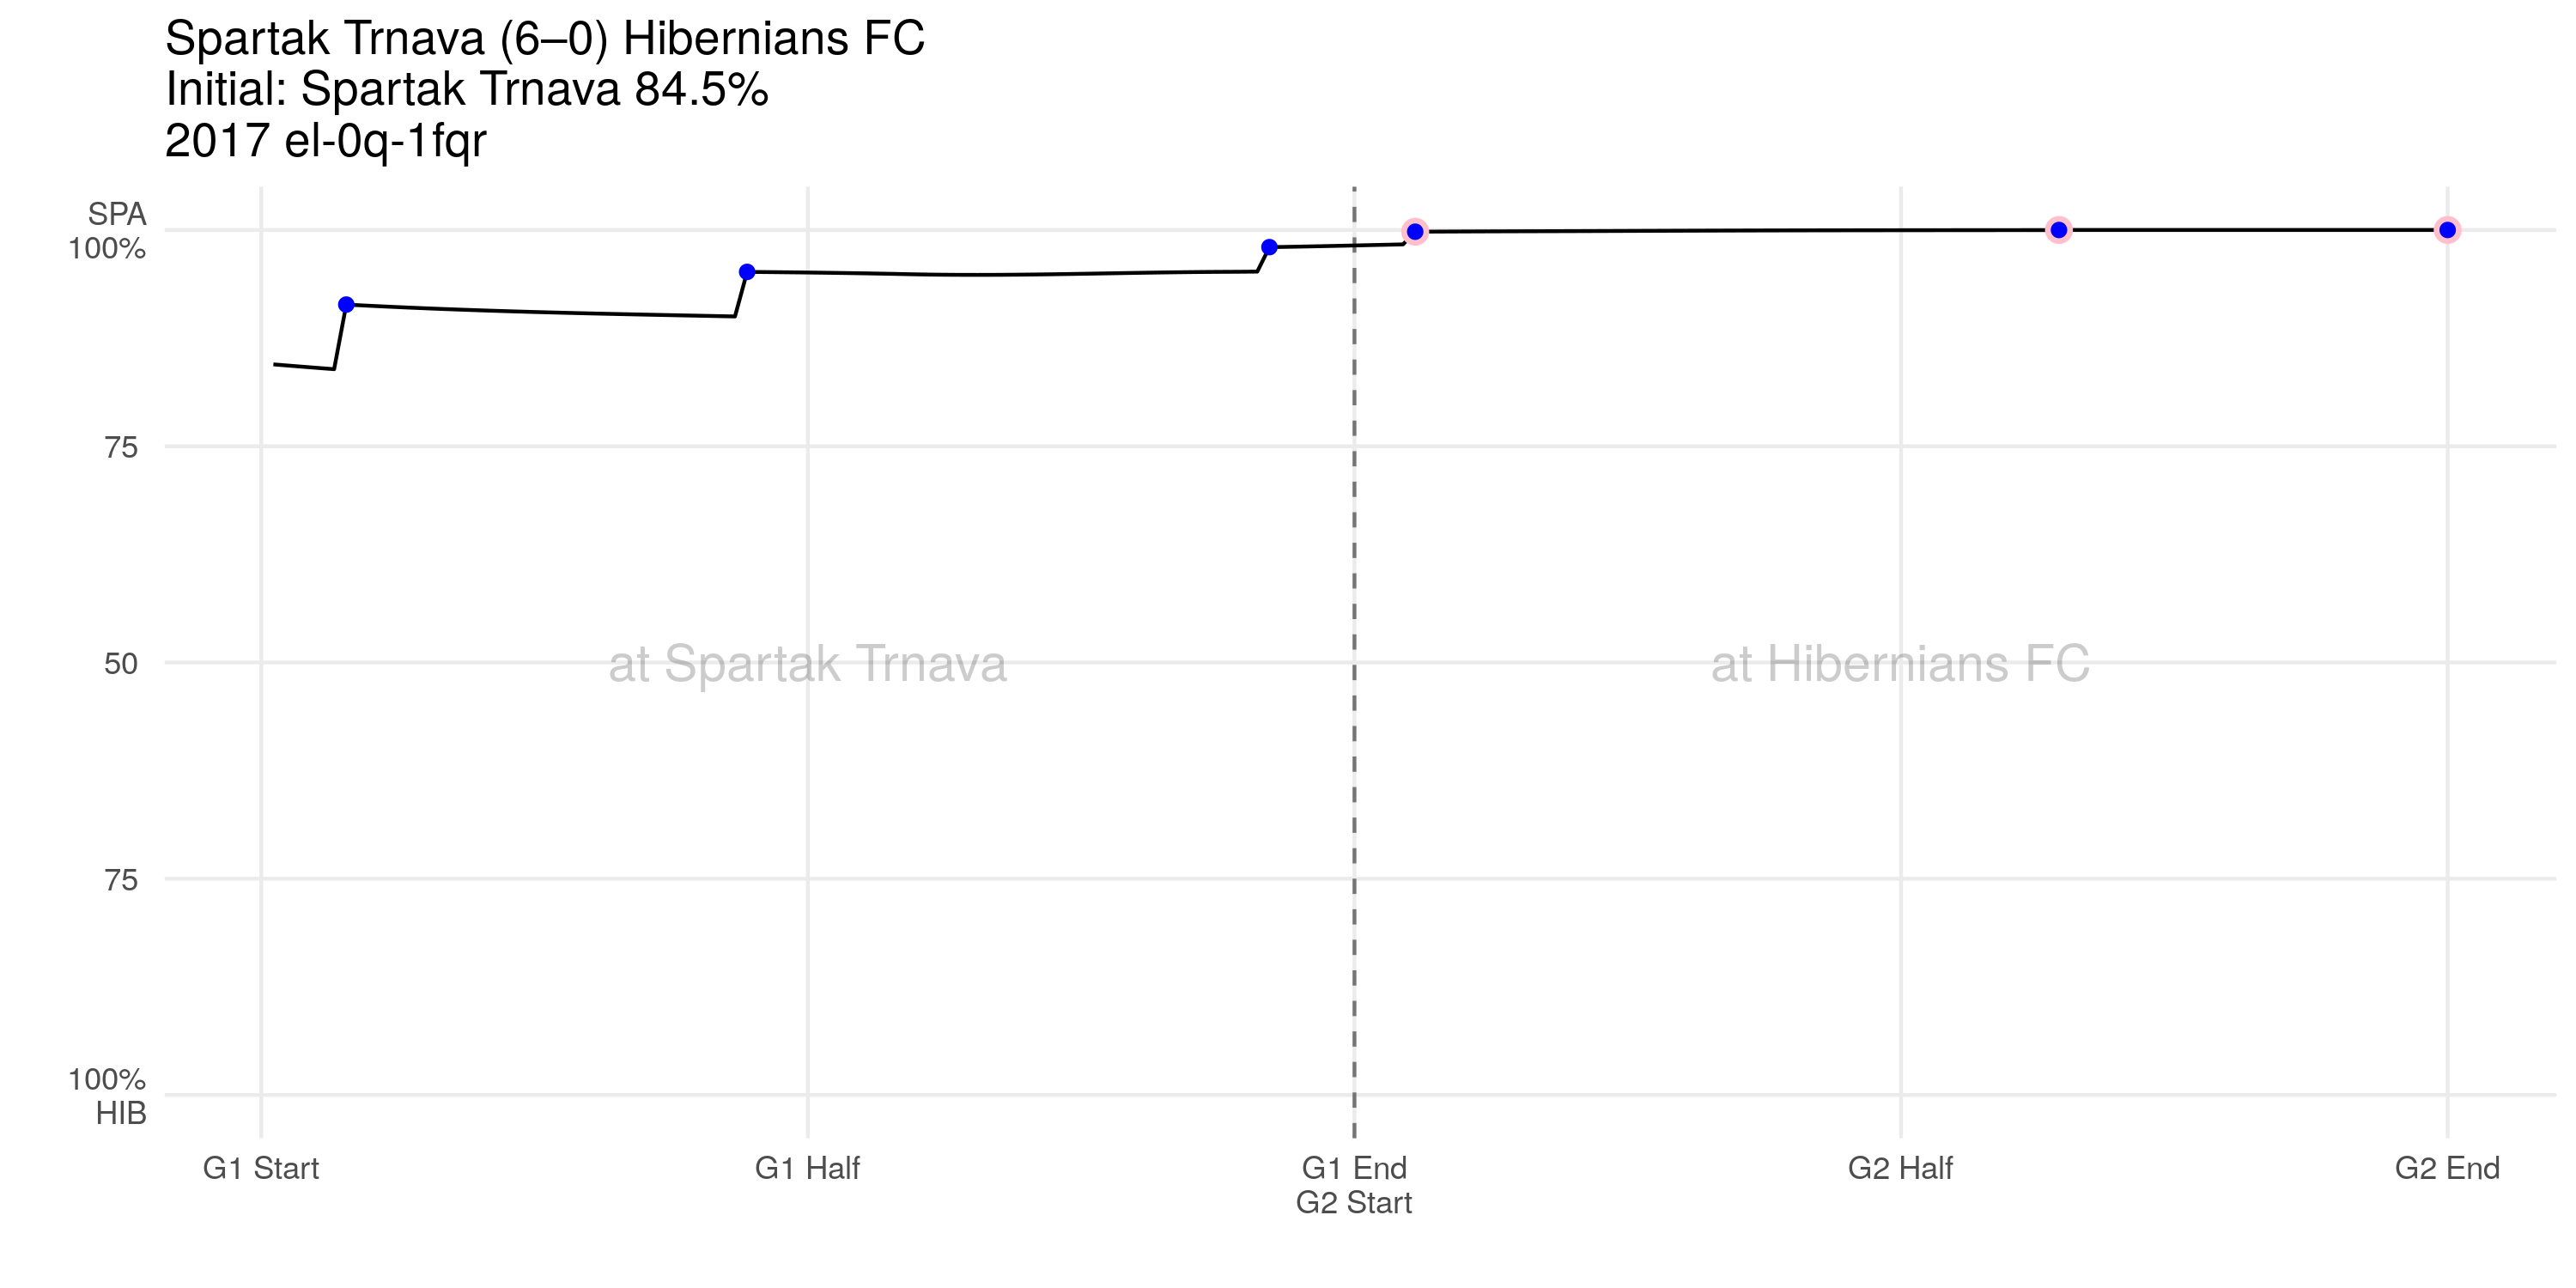 Spartak Trnava (6–0) Hibernians FC
Initial: Spartak Trnava 84.5%
2017 el-0q-1fqr
SPA
100%
75
50
75
100%
HIB
at Spartak Trnava
at Hibernians FC
G1 Start
G1 Half
G1 End
G2 Start
G2 Half
G2 End